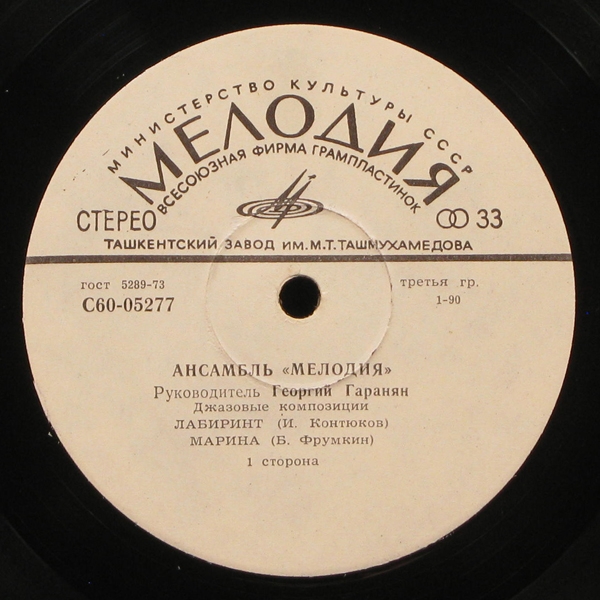 МИНИСТЕРСТВО КУЛЬТУРЫ СССР
МЕЛОДИЯ
ВСЕСОЮЗНАЯ ФИРМА ГРАМПЛАСТИНОК
СТЕРЕО
33
ТАШКЕНТСКИЙ ЗАВОД ИМ. М.Т. ТАШМУХАМЕДОВА
гост 5289-73
третья гр.
С60-05277
1-90
АНСАМБЛЬ «МЕЛОДИЯ»
Руководитель Георгий Гаранян
Джазовые композиции
ЛАБИРИНТ (И. Контюков)
МАРИНА (Б. Фрумкин)
1 сторона